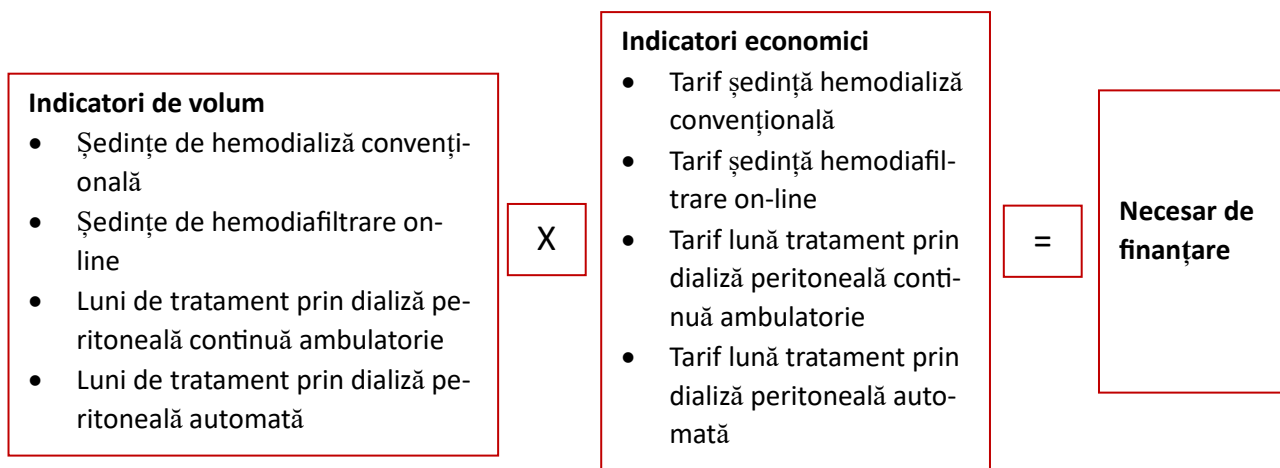 Indicatori de volum
• Ședințe de hemodializă convenți-
onală
• Ședințe de hemodiafiltrare on-
line
• Luni de tratament prin dializă pe-
ritoneală continuă ambulatorie
• Luni de tratament prin dializă pe-
ritoneală automată
X
Indicatori economici
• Tarif ședință hemodializă
convențională
• Tarif ședință hemodiafil-
trare on-line
• Tarif lună tratament prin
dializă peritoneală conti-
nuă ambulatorie
• Tarif lună tratament prin
dializă peritoneală auto-
mată
=
Necesar de
finanțare